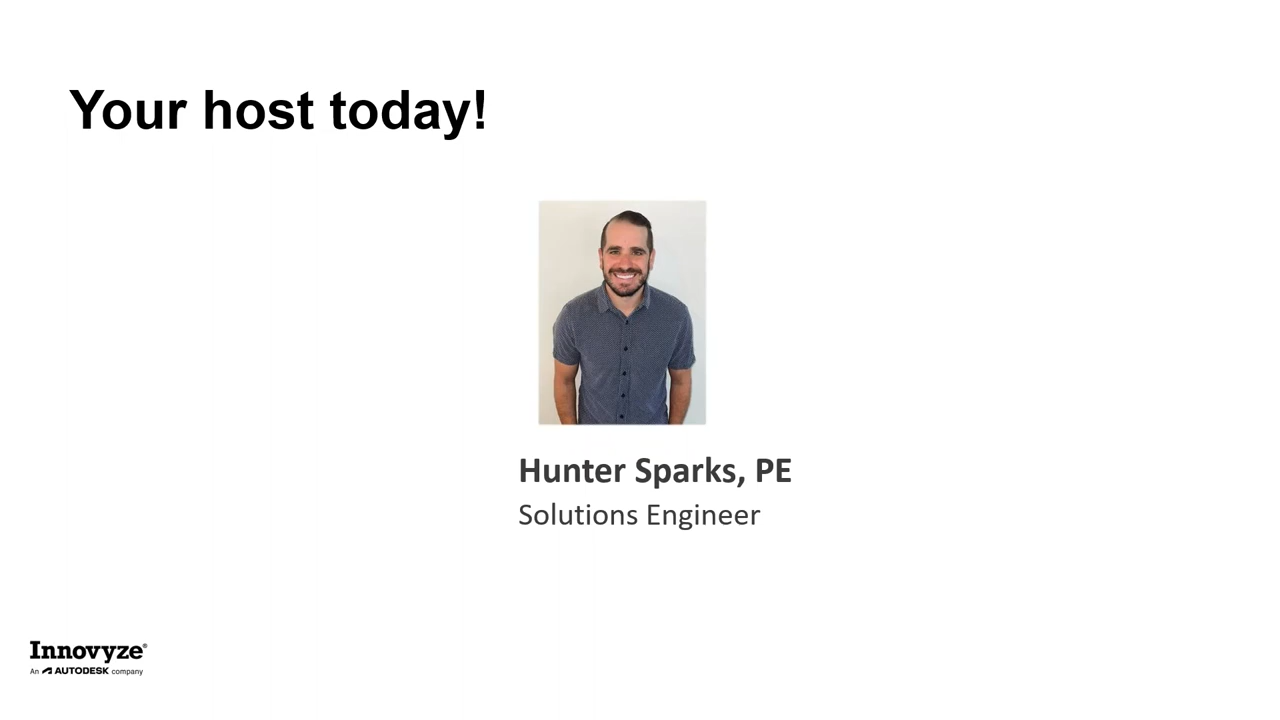 Your host today!
Hunter Sparks, PE
Solutions Engineer
Innovyze®
An AUTODESK company